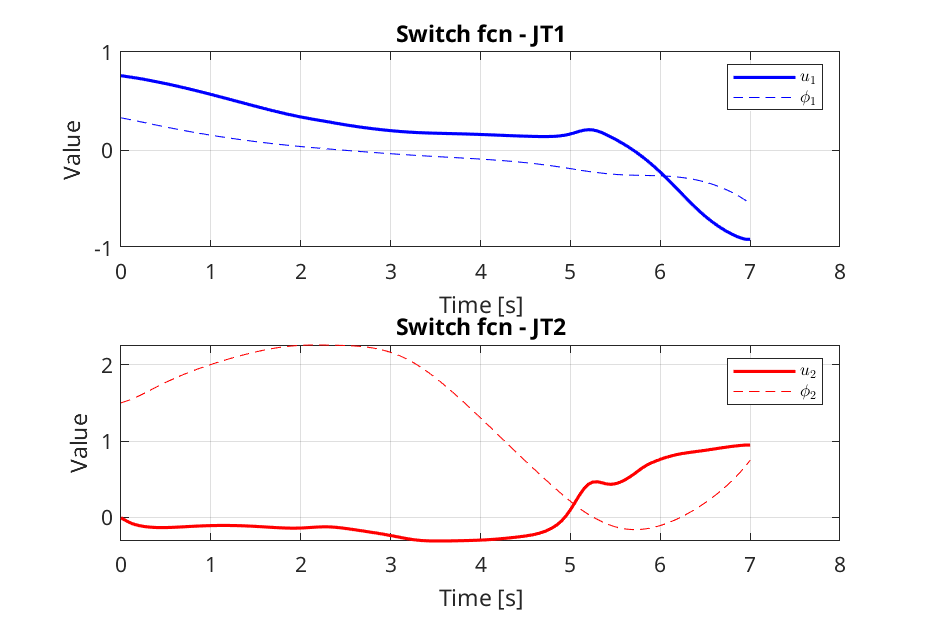 Switch fcn - JT1
1
0
-1
Value
u₁
ϕ₁
0 1 2 3 4 5 6 7 8
Time [s]
Switch fcn - JT2
2
1
0
Value
u₂
ϕ₂
0 1 2 3 4 5 6 7 8
Time [s]